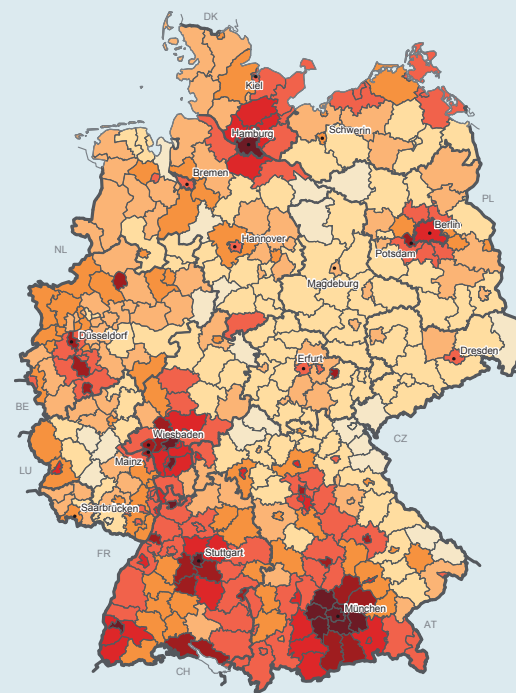 DK
Kiel
Hamburg
Schwerin
Bremen
PL
Berlin
NL
Hannover
Potsdam
Magdeburg
Düsseldorf
Dresden
Erfurt
BE
Wiesbaden
CZ
Mainz
LU
Saarbrücken
FR
Stuttgart
München
AT
CH